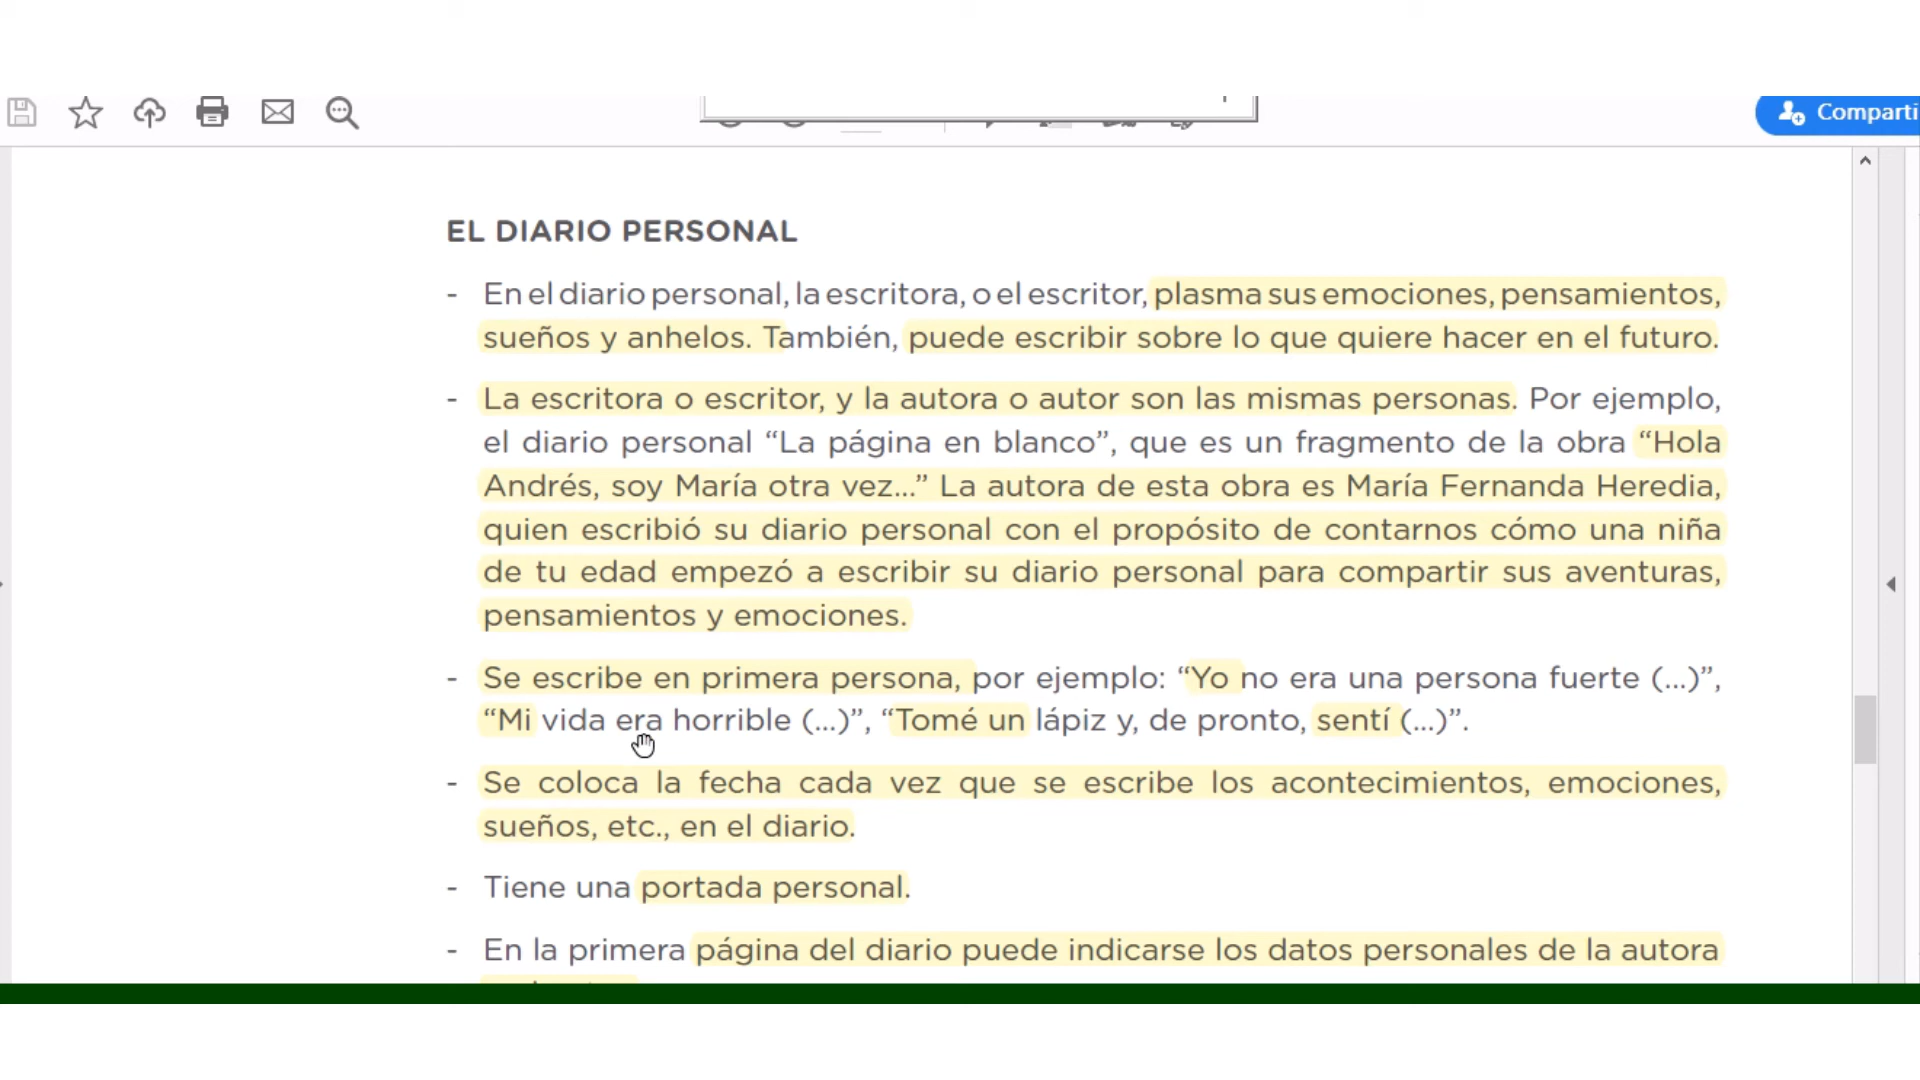 Comparti
EL DIARIO PERSONAL
- En el diario personal, la escritora, o el escritor, plasma sus emociones, pensamientos,
sueños y anhelos. También, puede escribir sobre lo que quiere hacer en el futuro.
- La escritora o escritor, y la autora o autor son las mismas personas. Por ejemplo,
el diario personal “La página en blanco”, que es un fragmento de la obra “Hola
Andrés, soy María otra vez...” La autora de esta obra es María Fernanda Heredia,
quien escribió su diario personal con el propósito de contarnos cómo una niña
de tu edad empezó a escribir su diario personal para compartir sus aventuras,
pensamientos y emociones.
- Se escribe en primera persona, por ejemplo: “Yo no era una persona fuerte (...)”,
“Mi vida era horrible (...)”, “Tomé un lápiz y, de pronto, sentí (...)”.
- Se coloca la fecha cada vez que se escribe los acontecimientos, emociones,
sueños, etc., en el diario.
- Tiene una portada personal.
- En la primera página del diario puede indicarse los datos personales de la autora